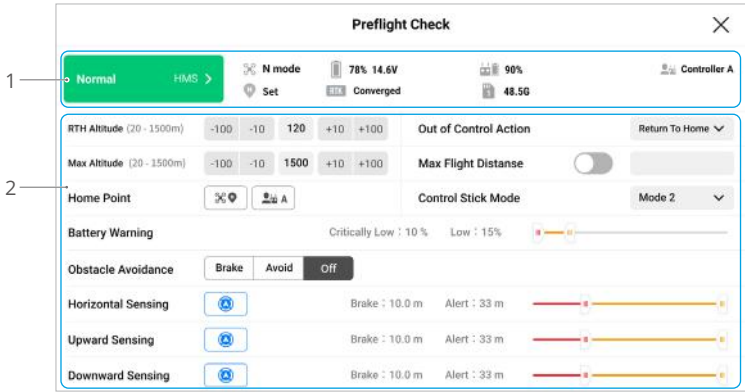 Preflight Check
1
Normal HMS
N mode 78% 14.6V 90% Controller A
H Set RTK Converged 1 48.5G
2
RTH Altitude (20 - 1500m) -100 -10 120 +10 +100 Out of Control Action Return To Home
Max Altitude (20 - 1500m) -100 -10 1500 +10 +100 Max Flight Distanse
Home Point A Control Stick Mode Mode 2
Battery Warning Critically Low : 10 % Low : 15%
Obstacle Avoidance Brake Avoid Off
Horizontal Sensing Brake : 10.0 m Alert : 33 m
Upward Sensing Brake : 10.0 m Alert : 33 m
Downward Sensing Brake : 10.0 m Alert : 33 m